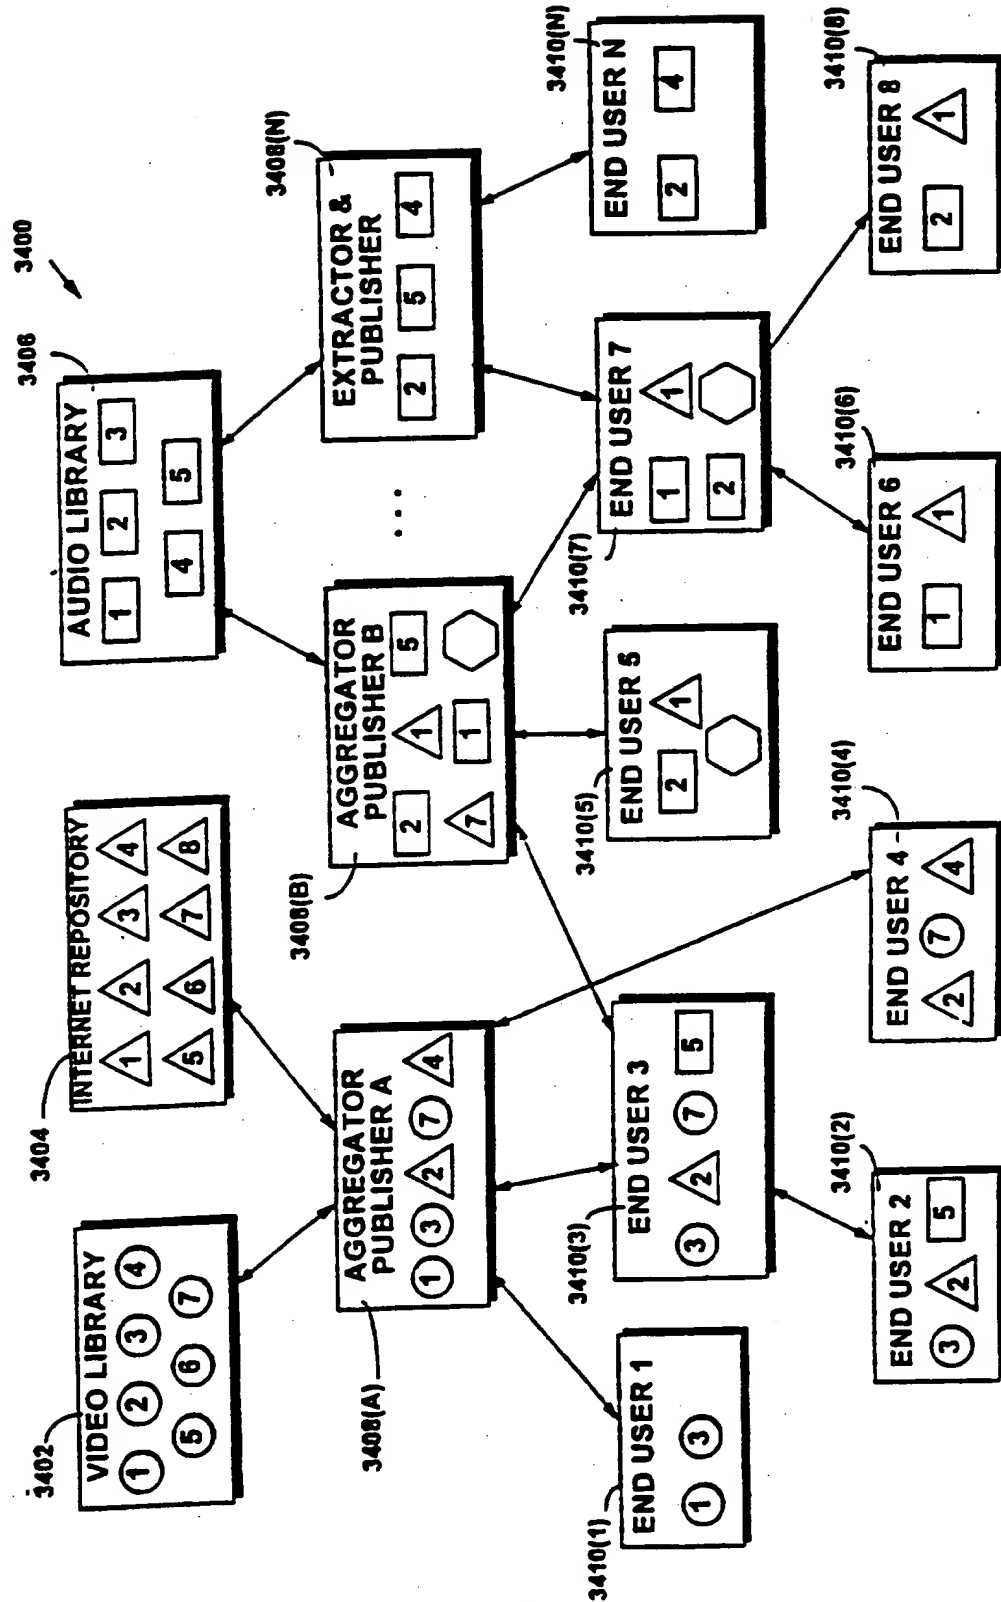 3400
3402
VIDEO LIBRARY
1 2 3 4
5 6 7
3404
INTERNET REPOSITORY
1 2 3 4
5 6 7 8
3406
AUDIO LIBRARY
1 2 3
4 5
3408(A)
AGGREGATOR
PUBLISHER A
1 3 2 7 4
3408(B)
AGGREGATOR
PUBLISHER B
2 1 5
7 1
...
3408(N)
EXTRACTOR &
PUBLISHER
2 5 4
3410(1)
END USER 1
1 3
3410(3)
END USER 3
3 2 7 5
3410(5)
END USER 5
2 1
3410(7)
END USER 7
1 1
2
3410(N)
END USER N
2 4
3410(2)
END USER 2
3 2 5
3410(4)
END USER 4
2 7 4
3410(6)
END USER 6
1 1
3410(8)
END USER 8
2 1